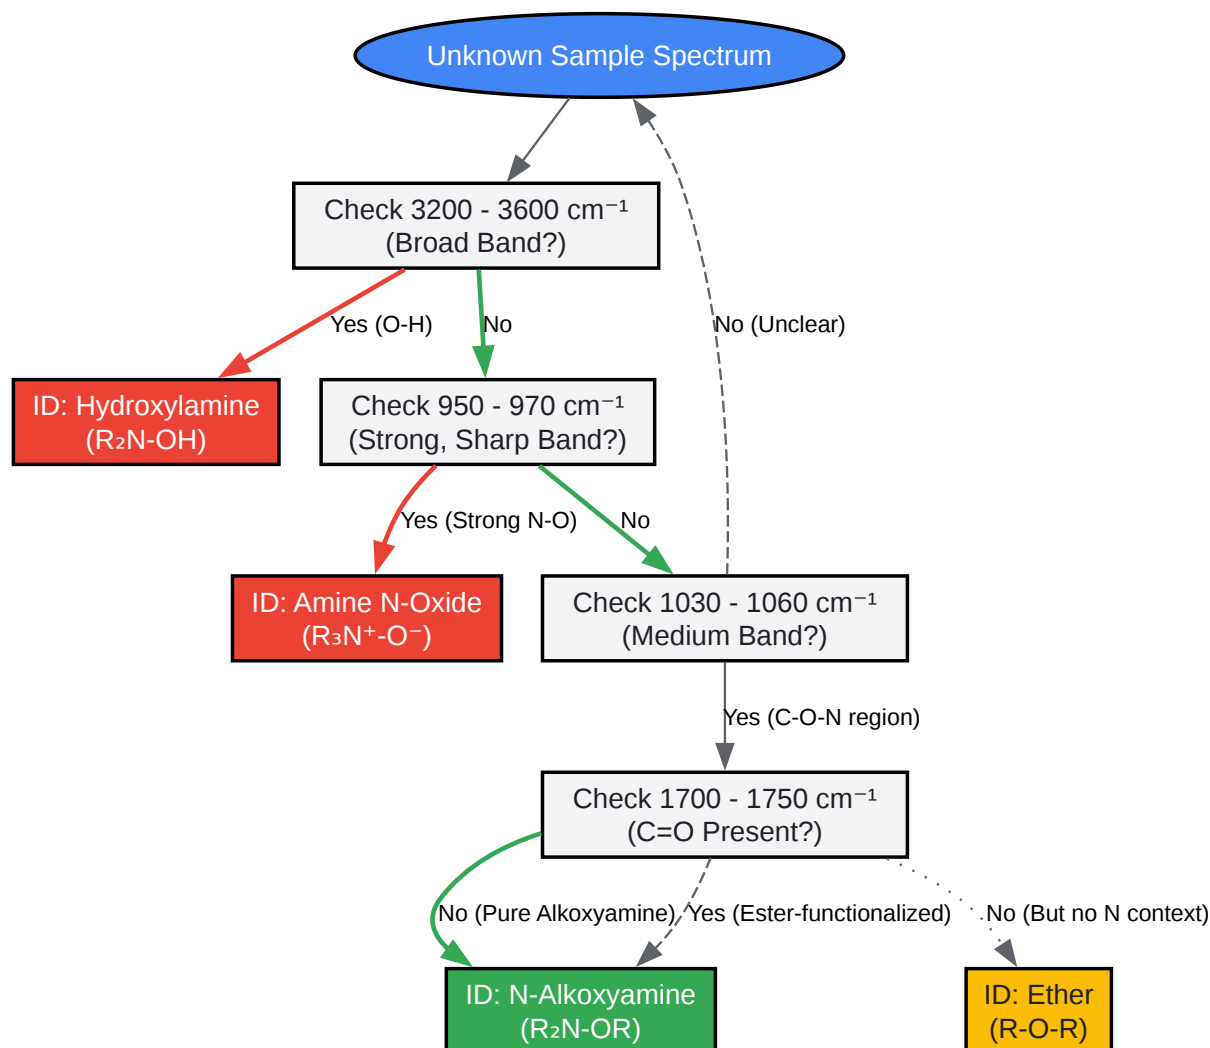 Unknown Sample Spectrum
Check 3200 - 3600 cm⁻¹
(Broad Band?)
Yes (O-H)
No
No (Unclear)
ID: Hydroxylamine
(R₂N-OH)
Check 950 - 970 cm⁻¹
(Strong, Sharp Band?)
Yes (Strong N-O)
No
ID: Amine N-Oxide
(R₃N⁺-O⁻)
Check 1030 - 1060 cm⁻¹
(Medium Band?)
Yes (C-O-N region)
Check 1700 - 1750 cm⁻¹
(C=O Present?)
No (Pure Alkoxyamine)
Yes (Ester-functionalized)
No (But no N context)
ID: N-Alkoxyamine
(R₂N-OR)
ID: Ether
(R-O-R)